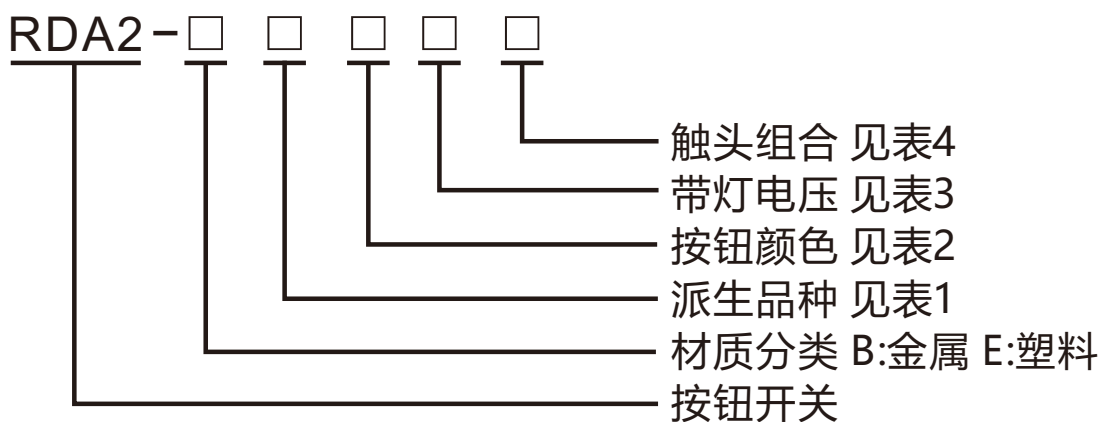 RDA2-□ □ □ □ □
触头组合 见表4
带灯电压 见表3
按钮颜色 见表2
派生品种 见表1
材质分类 B:金属 E:塑料
按钮开关